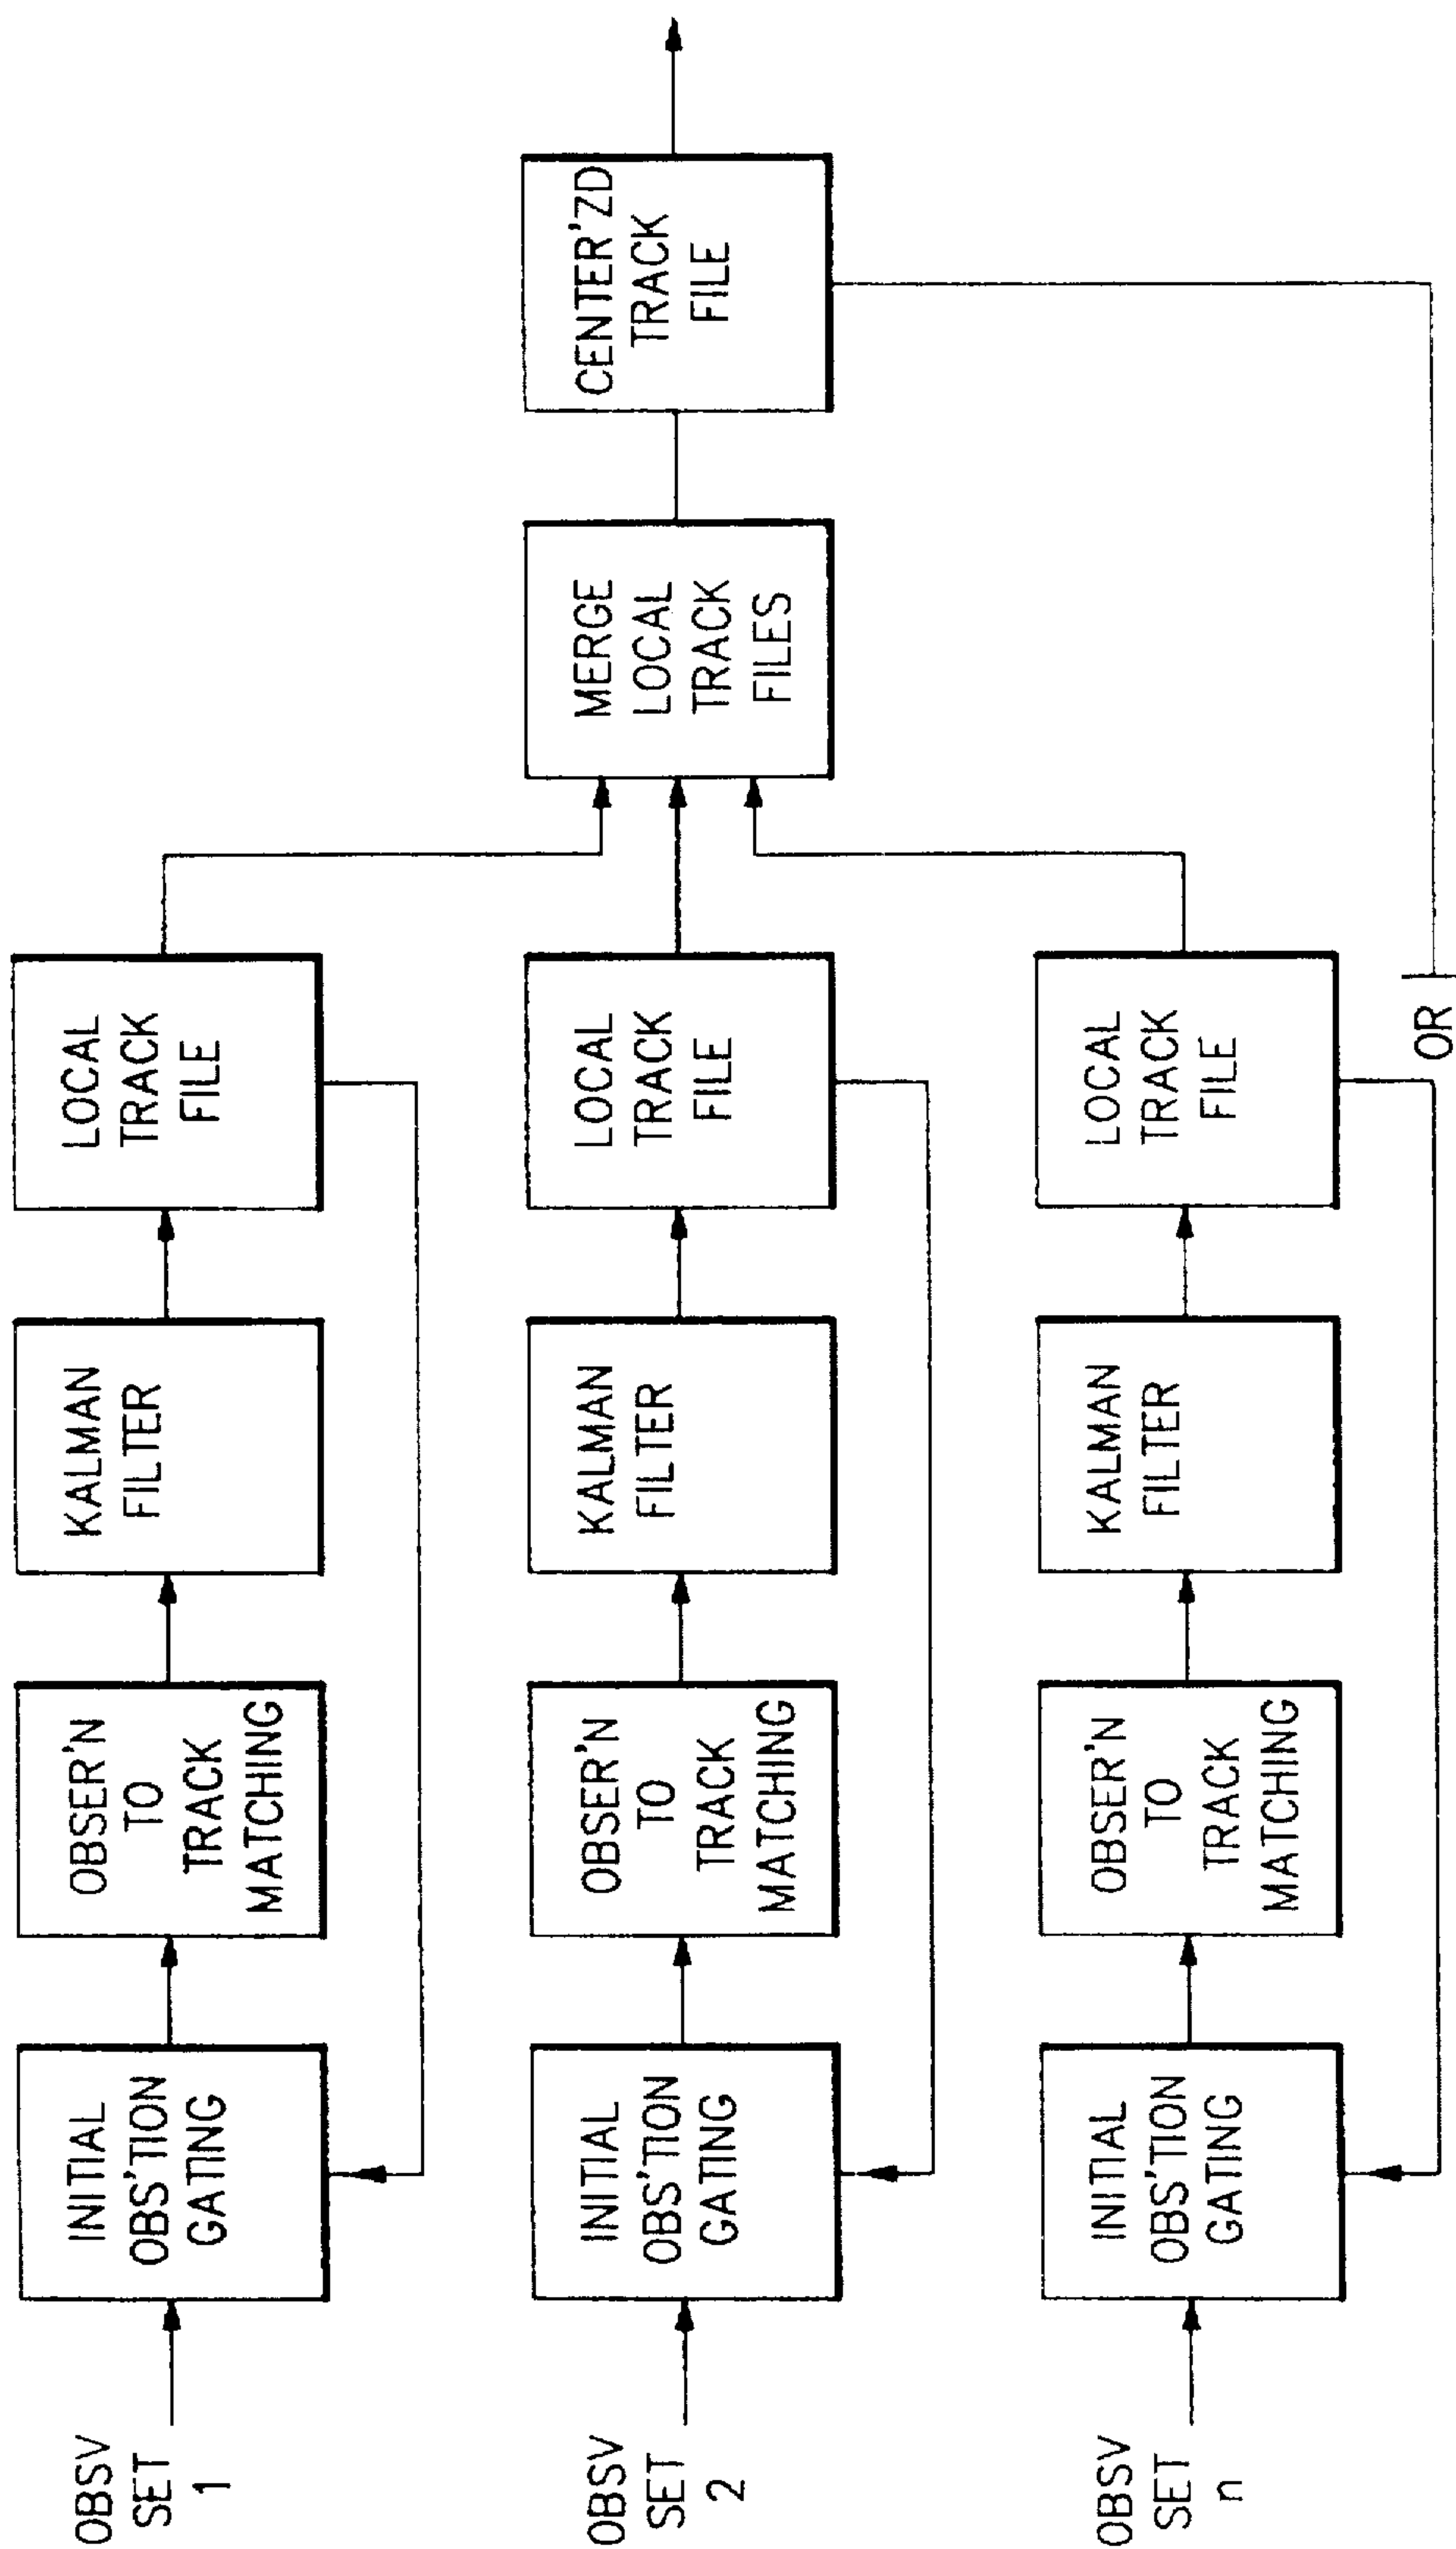 OBSV
SET
1
INITIAL
OBS'TION
GATING
OBSER'N
TO
TRACK
MATCHING
KALMAN
FILTER
LOCAL
TRACK
FILE
OBSV
SET
2
INITIAL
OBS'TION
GATING
OBSER'N
TO
TRACK
MATCHING
KALMAN
FILTER
LOCAL
TRACK
FILE
MERGE
LOCAL
TRACK
FILES
CENTER'ZD
TRACK
FILE
OBSV
SET
n
INITIAL
OBS'TION
GATING
OBSER'N
TO
TRACK
MATCHING
KALMAN
FILTER
LOCAL
TRACK
FILE
OR